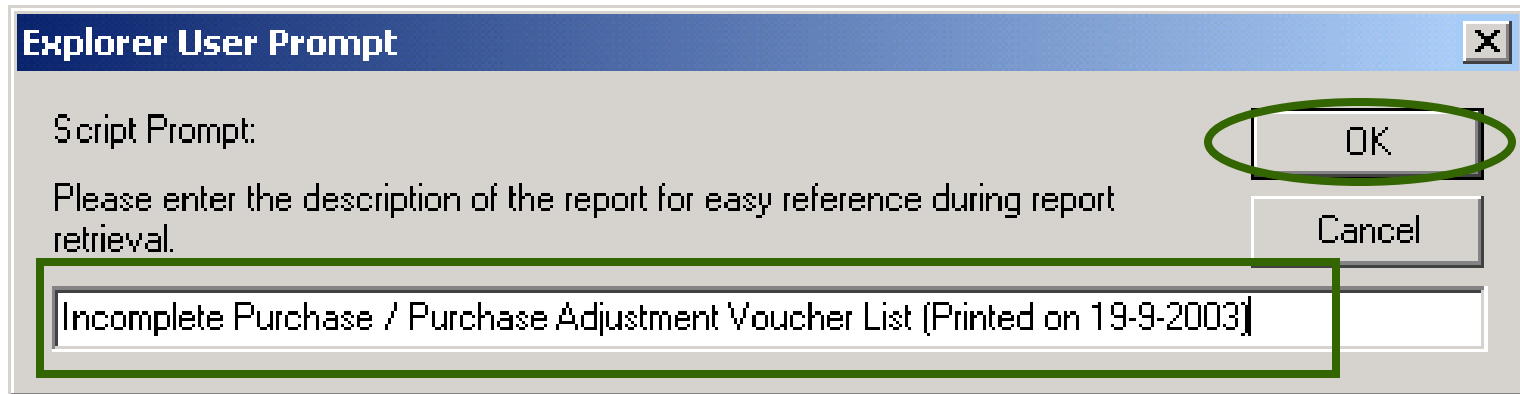 Explorer User Prompt
Script Prompt:
OK
Please enter the description of the report for easy reference during report
retrieval.
Cancel
Incomplete Purchase / Purchase Adjustment Voucher List (Printed on 19-9-2003)